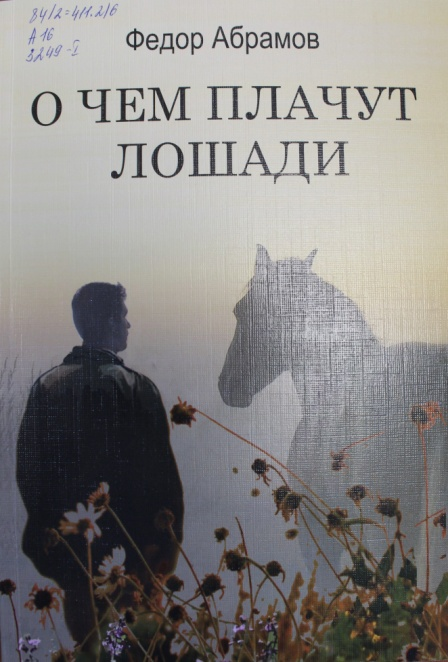 84/2=411.2/6
А 16
3249-I
Федор Абрамов
О ЧЕМ ПЛАЧУТ
ЛОШАДИ